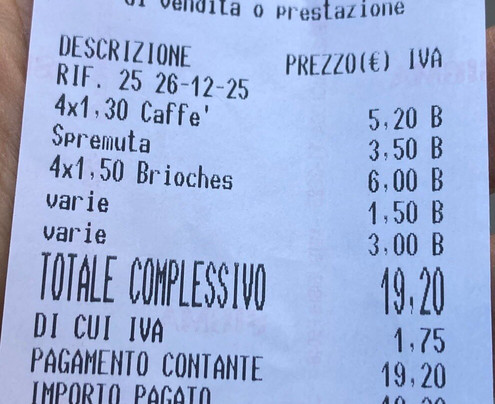 di vendita o prestazione
DESCRIZIONE PREZZO(€) IVA
RIF. 25 26-12-25
4x1,30 Caffe' 5,20 B
Spremuta 3,50 B
4x1,50 Brioches 6,00 B
varie 1,50 B
varie 3,00 B
TOTALE COMPLESSIVO 19,20
DI CUI IVA 1,75
PAGAMENTO CONTANTE 19,20
IMPORTO PAGATO